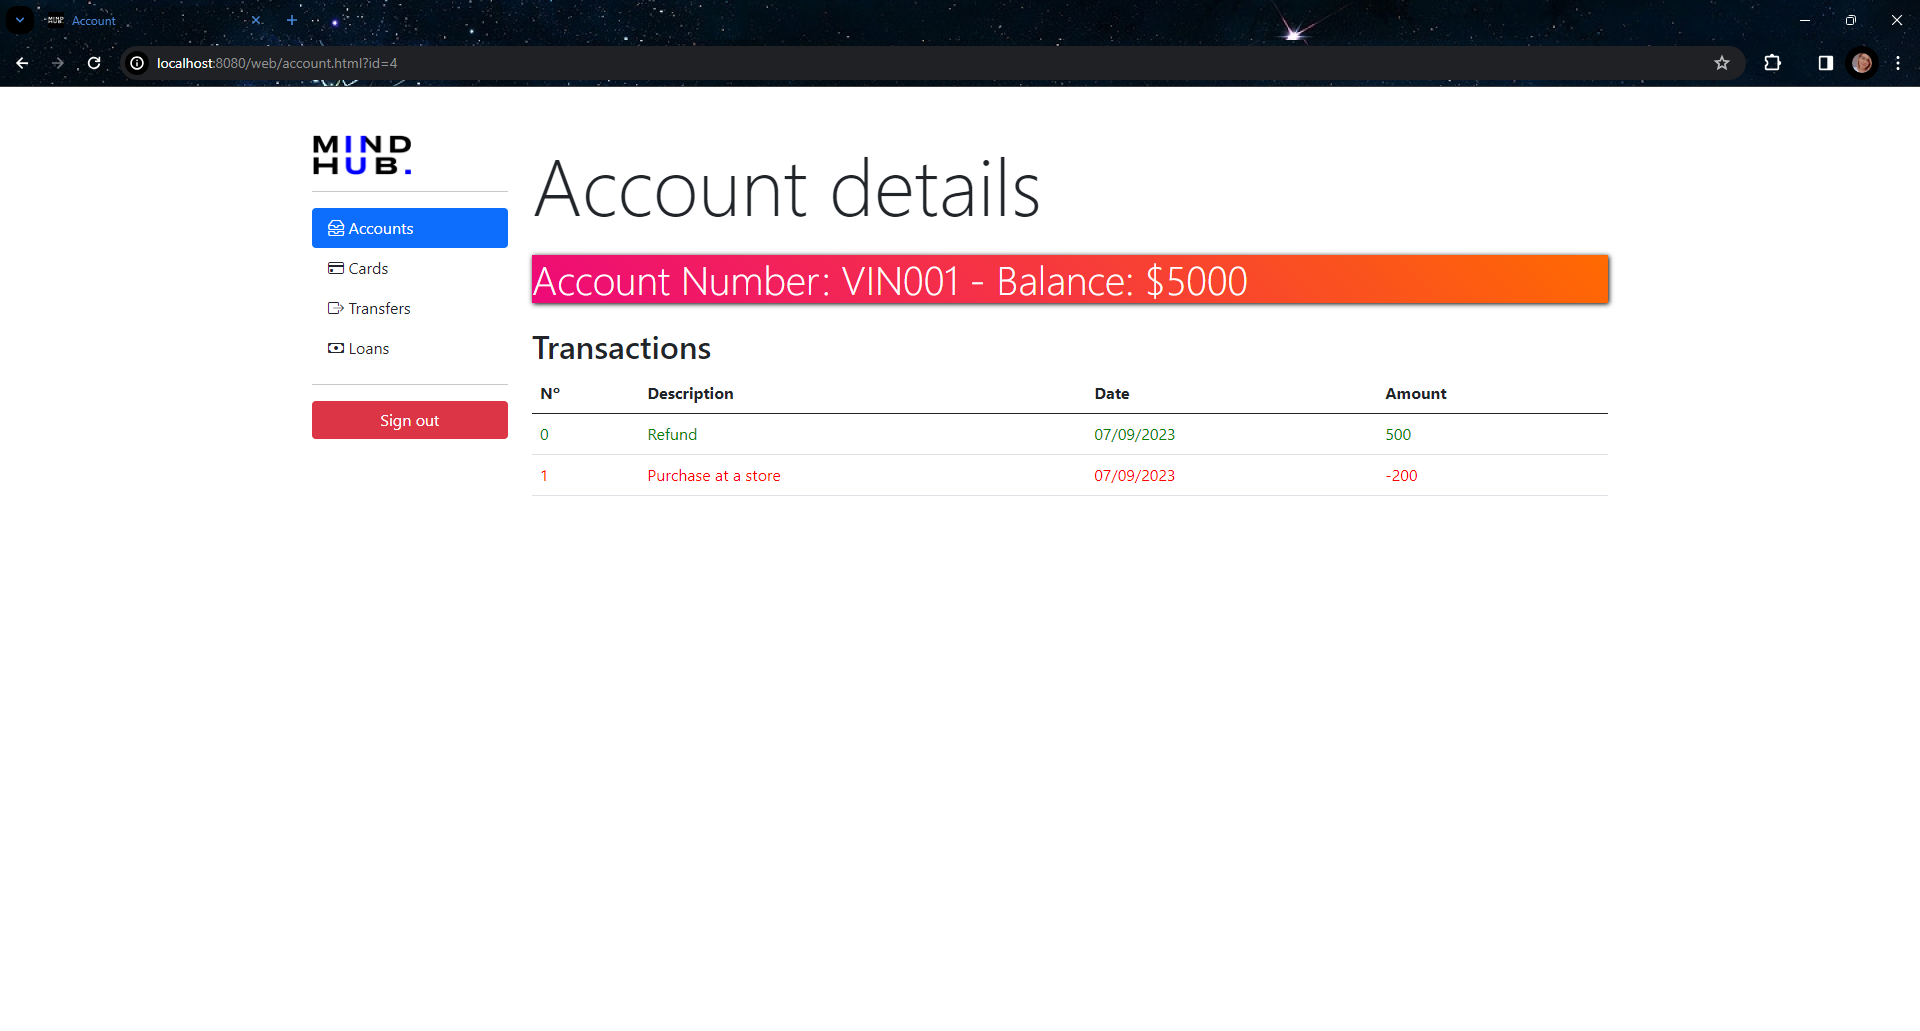 MIND HUB. Account
localhost:8080/web/account.html?id=4
MIND
HUB.
Accounts
Cards
Transfers
Loans
Sign out
Account details
Account Number: VIN001 - Balance: $5000
Transactions
N° Description Date Amount
0 Refund 07/09/2023 500
1 Purchase at a store 07/09/2023 -200